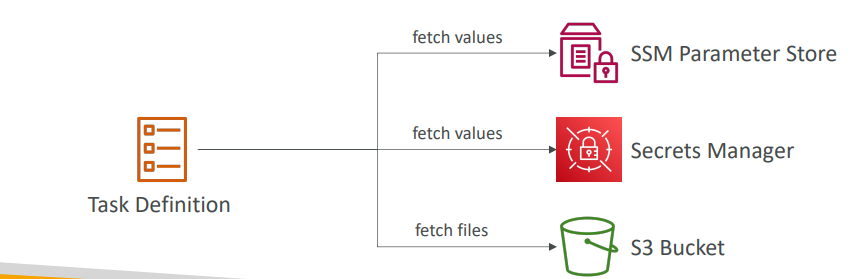 fetch values
SSM Parameter Store
fetch values
Secrets Manager
Task Definition
fetch files
S3 Bucket